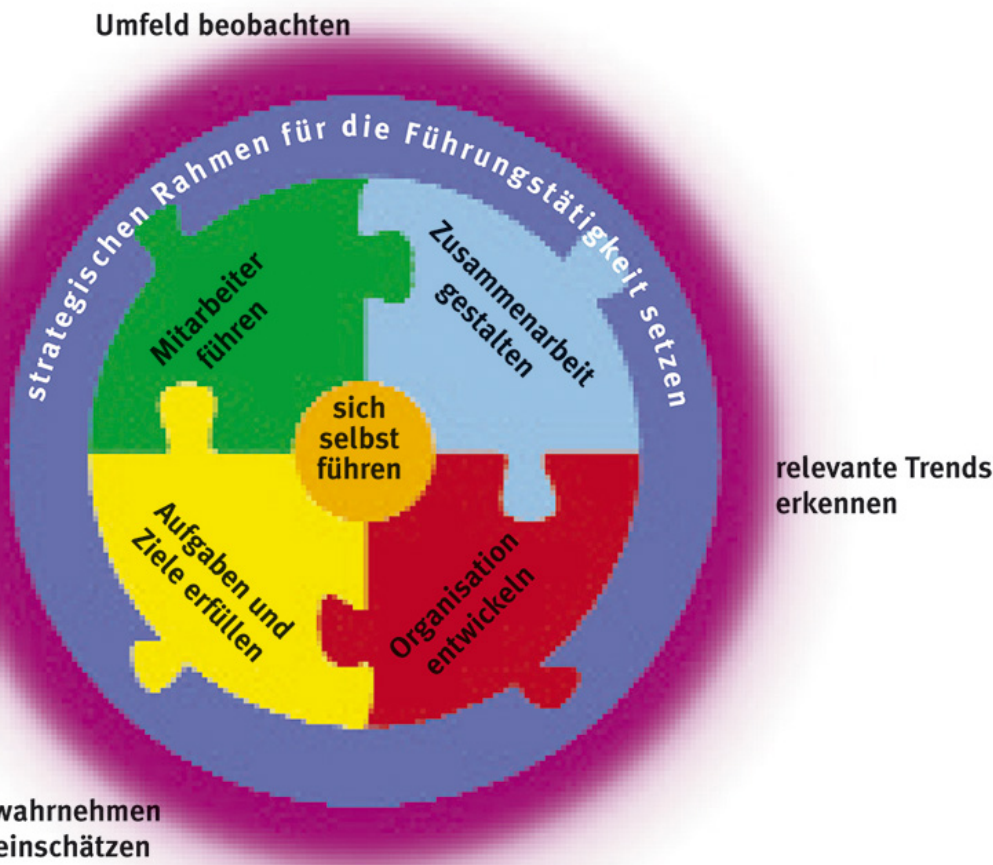 Umfeld beobachten
strategischen Rahmen für die Führungstätigkeit setzen
Mitarbeiter
führen
Zusammenarbeit
gestalten
sich
selbst
führen
relevante Trends
erkennen
Aufgaben und
Ziele erfüllen
Organisation
entwickeln
wahrnehmen
einschätzen